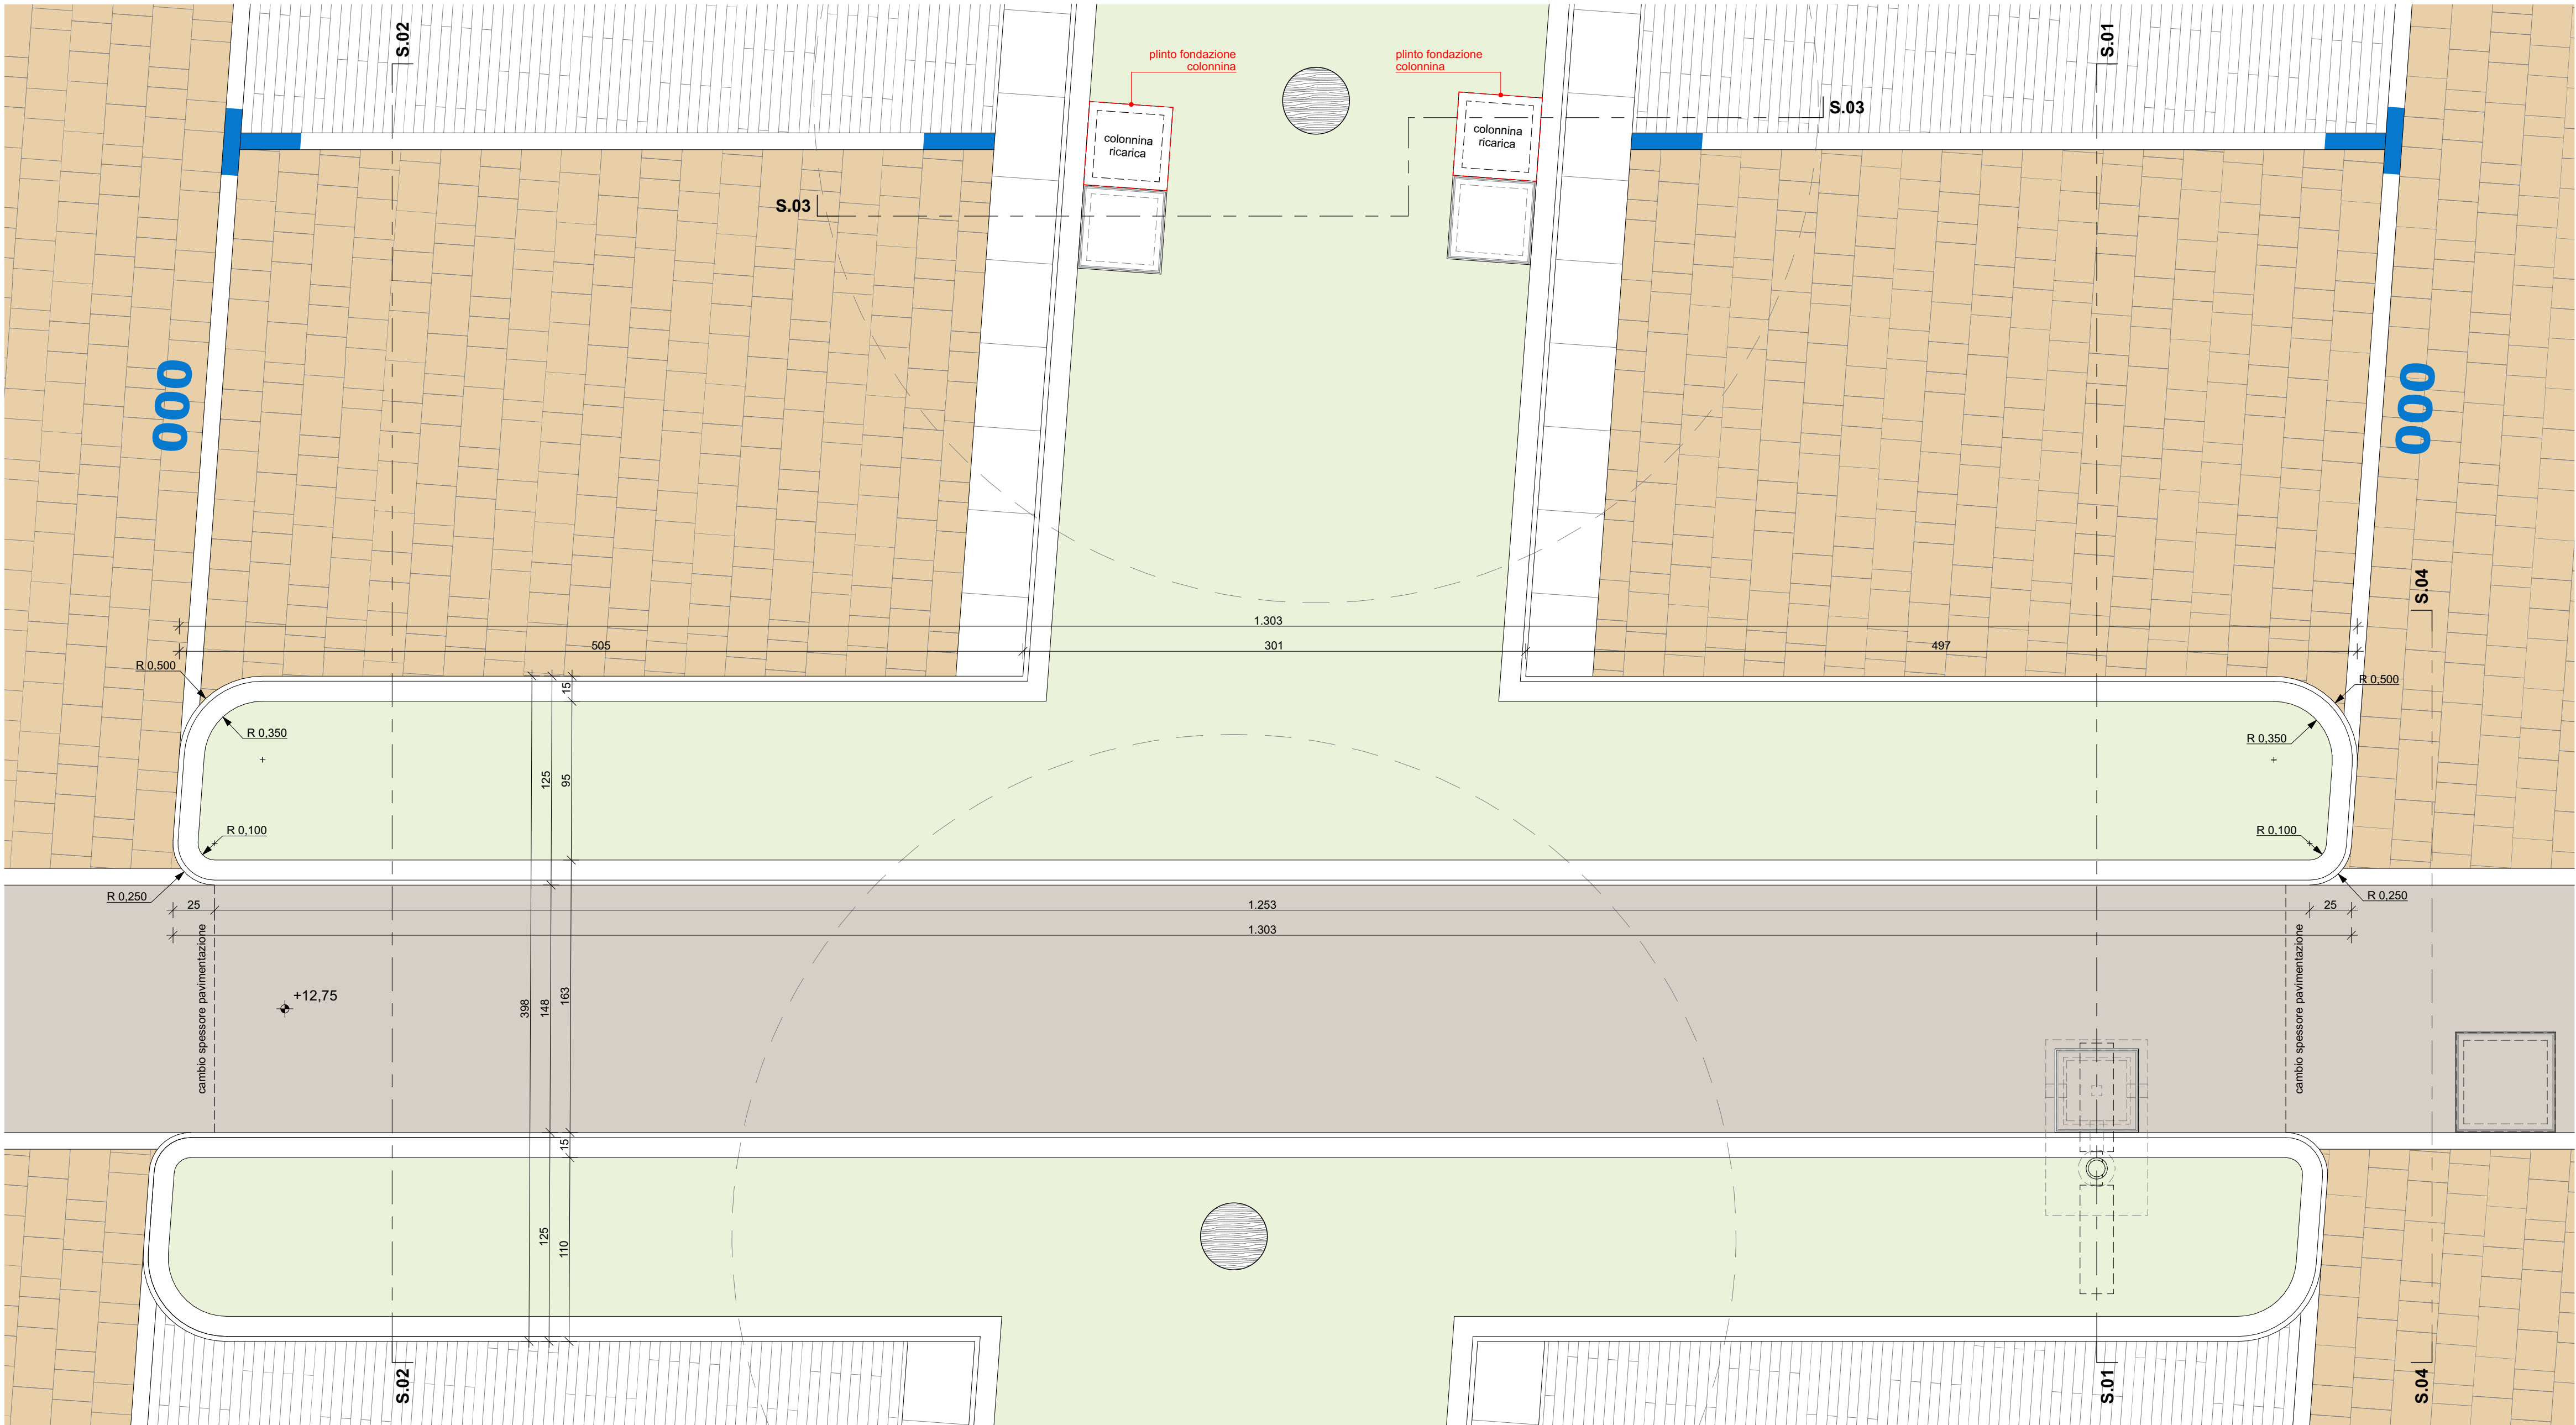 S.02
S.01
plinto fondazione
colonnina
plinto fondazione
colonnina
S.03
colonnina
ricarica
colonnina
ricarica
S.03
000
000
S.04
1.303
505
301
497
R 0,500
R 0,500
15
R 0,350
R 0,350
125
95
R 0,100
R 0,100
R 0,250
R 0,250
25
1.253
25
1.303
cambio spessore pavimentazione
cambio spessore pavimentazione
+12,75
398
148
163
15
125
110
S.02
S.01
S.04